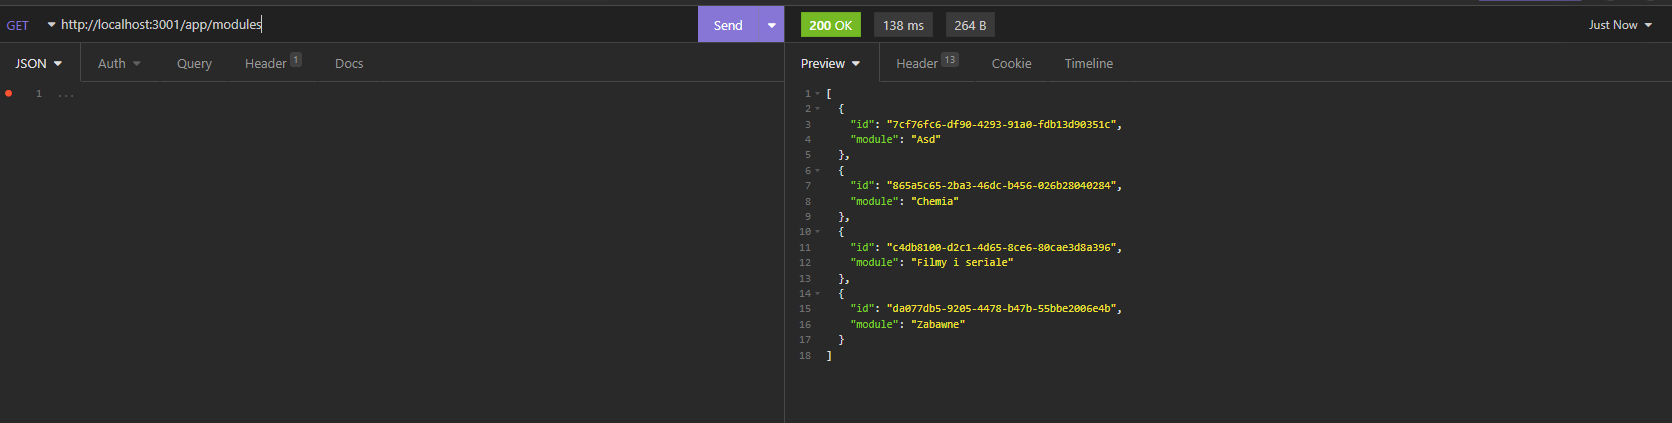 GET http://localhost:3001/app/modules Send 200 OK 138 ms 264 B Just Now
JSON Auth Query Header 1 Docs Preview Header 13 Cookie Timeline
1 ...
1 [
2 {
3 "id": "7cf76fc6-df90-4293-91a0-fdb13d90351c",
4 "module": "Asd"
5 },
6 {
7 "id": "865a5c65-2ba3-46dc-b456-026b28040284",
8 "module": "Chemia"
9 },
10 {
11 "id": "c4db8100-d2c1-4d65-8ce6-80cae3d8a396",
12 "module": "Filmy i seriale"
13 },
14 {
15 "id": "da077db5-9205-4478-b47b-55bbe2006e4b",
16 "module": "Zabawne"
17 }
18 ]